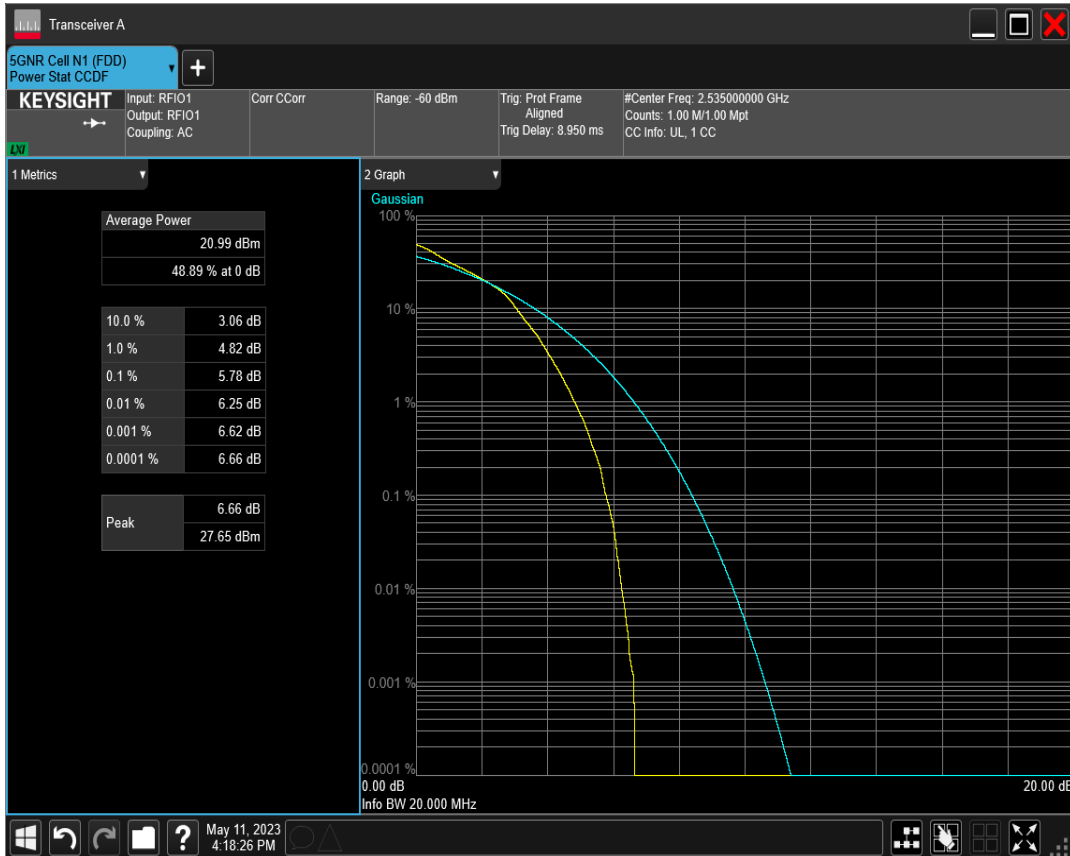 Transceiver A
5GNR Cell N1 (FDD)
Power Stat CCDF
+
KEYSIGHT
LXI
Input: RFIO1
Output: RFIO1
Coupling: AC
Corr CCorr
Range: -60 dBm
Trig: Prot Frame
Aligned
Trig Delay: 8.950 ms
#Center Freq: 2.535000000 GHz
Counts: 1.00 M/1.00 Mpt
CC Info: UL, 1 CC
1 Metrics
Average Power
20.99 dBm
48.89 % at 0 dB
10.0 % 3.06 dB
1.0 % 4.82 dB
0.1 % 5.78 dB
0.01 % 6.25 dB
0.001 % 6.62 dB
0.0001 % 6.66 dB
Peak
6.66 dB
27.65 dBm
2 Graph
Gaussian
100 %
10 %
1 %
0.1 %
0.01 %
0.001 %
0.0001 %
0.00 dB 20.00 dB
Info BW 20.000 MHz
?
May 11, 2023
4:18:26 PM